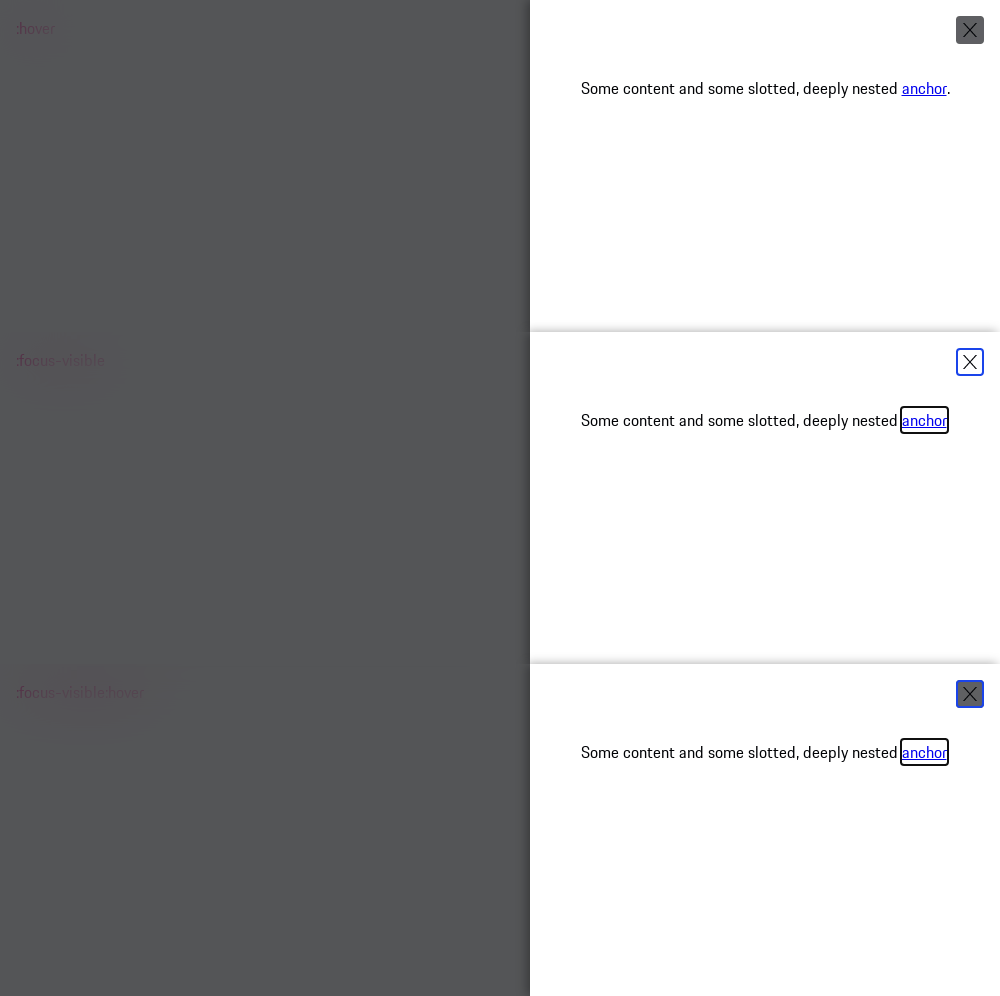 :hover
Some content and some slotted, deeply nested anchor.
:focus-visible
Some content and some slotted, deeply nested anchor
:focus-visible:hover
Some content and some slotted, deeply nested anchor